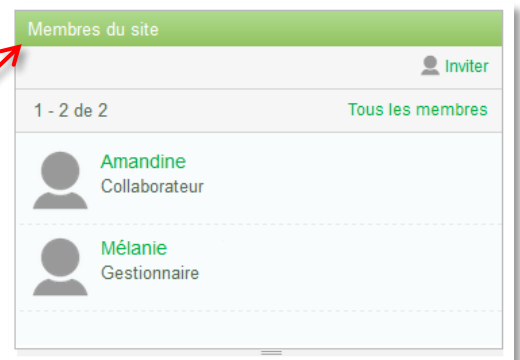 Membres du site
Inviter
1 - 2 de 2 Tous les membres
Amandine
Collaborateur
Mélanie
Gestionnaire